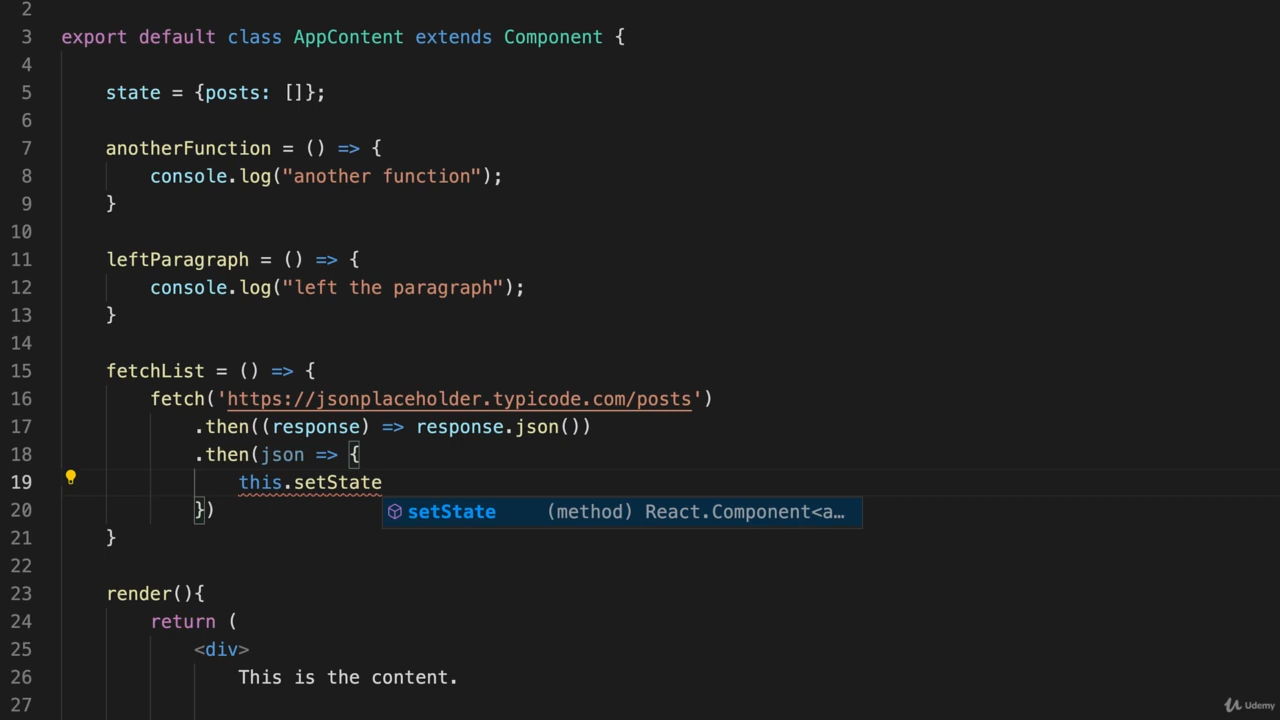 2
3 export default class AppContent extends Component {
4
5 state = {posts: []};
6
7 anotherFunction = () => {
8 console.log("another function");
9 }
10
11 leftParagraph = () => {
12 console.log("left the paragraph");
13 }
14
15 fetchList = () => {
16 fetch('https://jsonplaceholder.typicode.com/posts')
17 .then((response) => response.json())
18 .then(json => {
19 this.setState
20 })
setState (method) React.Component<a…
21 }
22
23 render(){
24 return (
25 <div>
26 This is the content.
27
Udemy